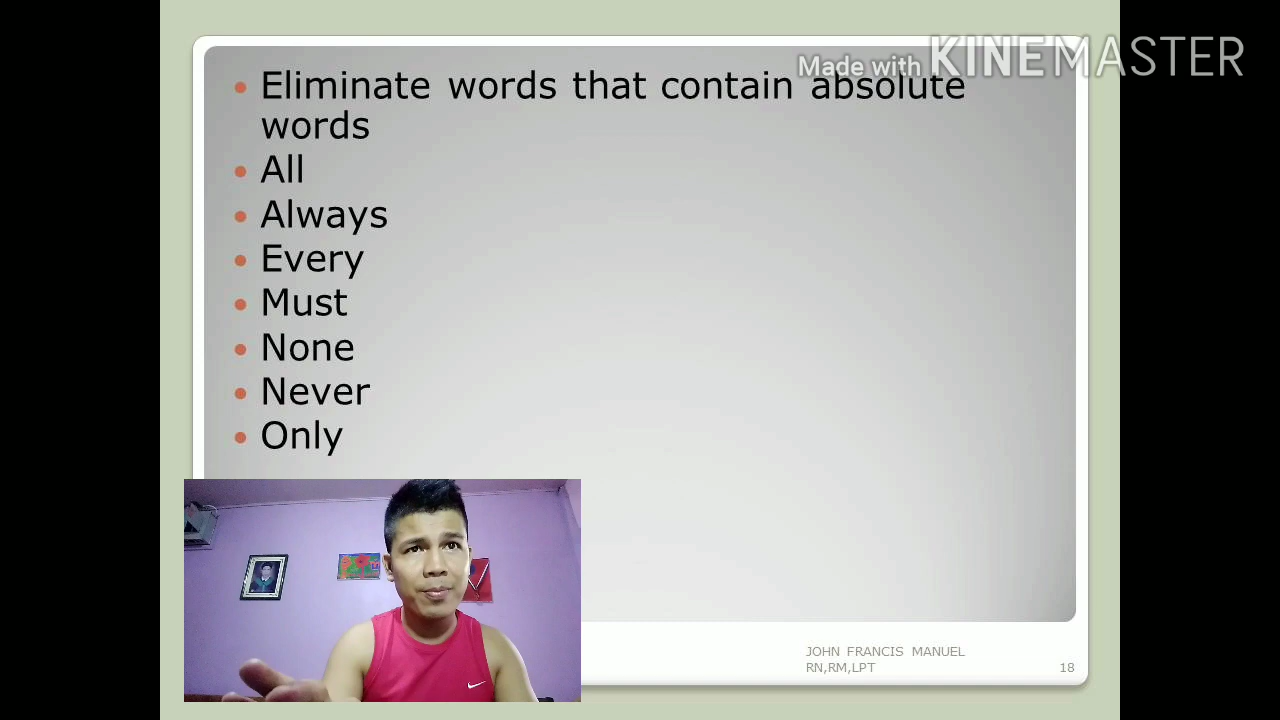 Made with KINEMASTER
Eliminate words that contain absolute
words
All
Always
Every
Must
None
Never
Only
JOHN FRANCIS MANUEL
RN,RM,LPT
18